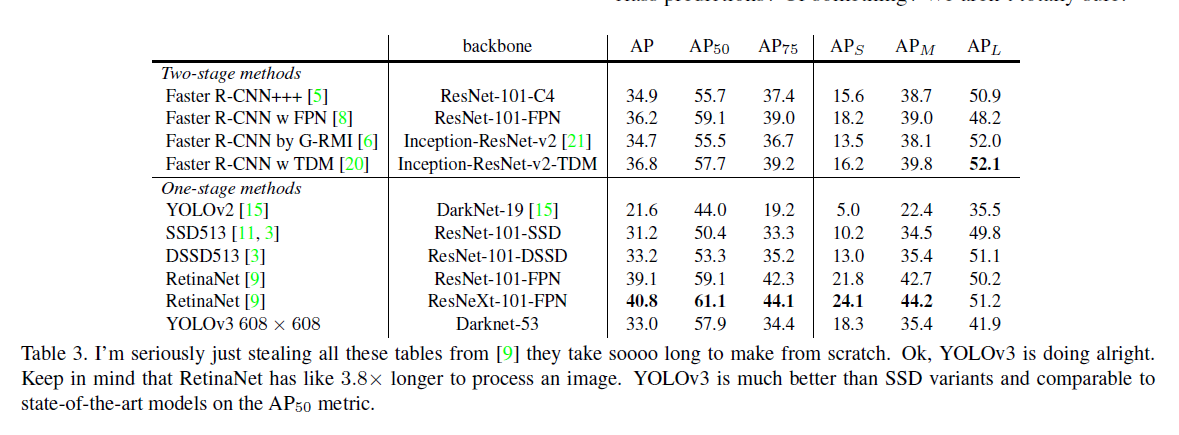 backbone AP AP50 AP75 APS APM APL
Two-stage methods
Faster R-CNN+++ [5] ResNet-101-C4 34.9 55.7 37.4 15.6 38.7 50.9
Faster R-CNN w FPN [8] ResNet-101-FPN 36.2 59.1 39.0 18.2 39.0 48.2
Faster R-CNN by G-RMI [6] Inception-ResNet-v2 [21] 34.7 55.5 36.7 13.5 38.1 52.0
Faster R-CNN w TDM [20] Inception-ResNet-v2-TDM 36.8 57.7 39.2 16.2 39.8 52.1
One-stage methods
YOLOv2 [15] DarkNet-19 [15] 21.6 44.0 19.2 5.0 22.4 35.5
SSD513 [11, 3] ResNet-101-SSD 31.2 50.4 33.3 10.2 34.5 49.8
DSSD513 [3] ResNet-101-DSSD 33.2 53.3 35.2 13.0 35.4 51.1
RetinaNet [9] ResNet-101-FPN 39.1 59.1 42.3 21.8 42.7 50.2
RetinaNet [9] ResNeXt-101-FPN 40.8 61.1 44.1 24.1 44.2 51.2
YOLOv3 608 × 608 Darknet-53 33.0 57.9 34.4 18.3 35.4 41.9
Table 3. I'm seriously just stealing all these tables from [9] they take soooo long to make from scratch. Ok, YOLOv3 is doing alright.
Keep in mind that RetinaNet has like 3.8× longer to process an image. YOLOv3 is much better than SSD variants and comparable to
state-of-the-art models on the AP50 metric.